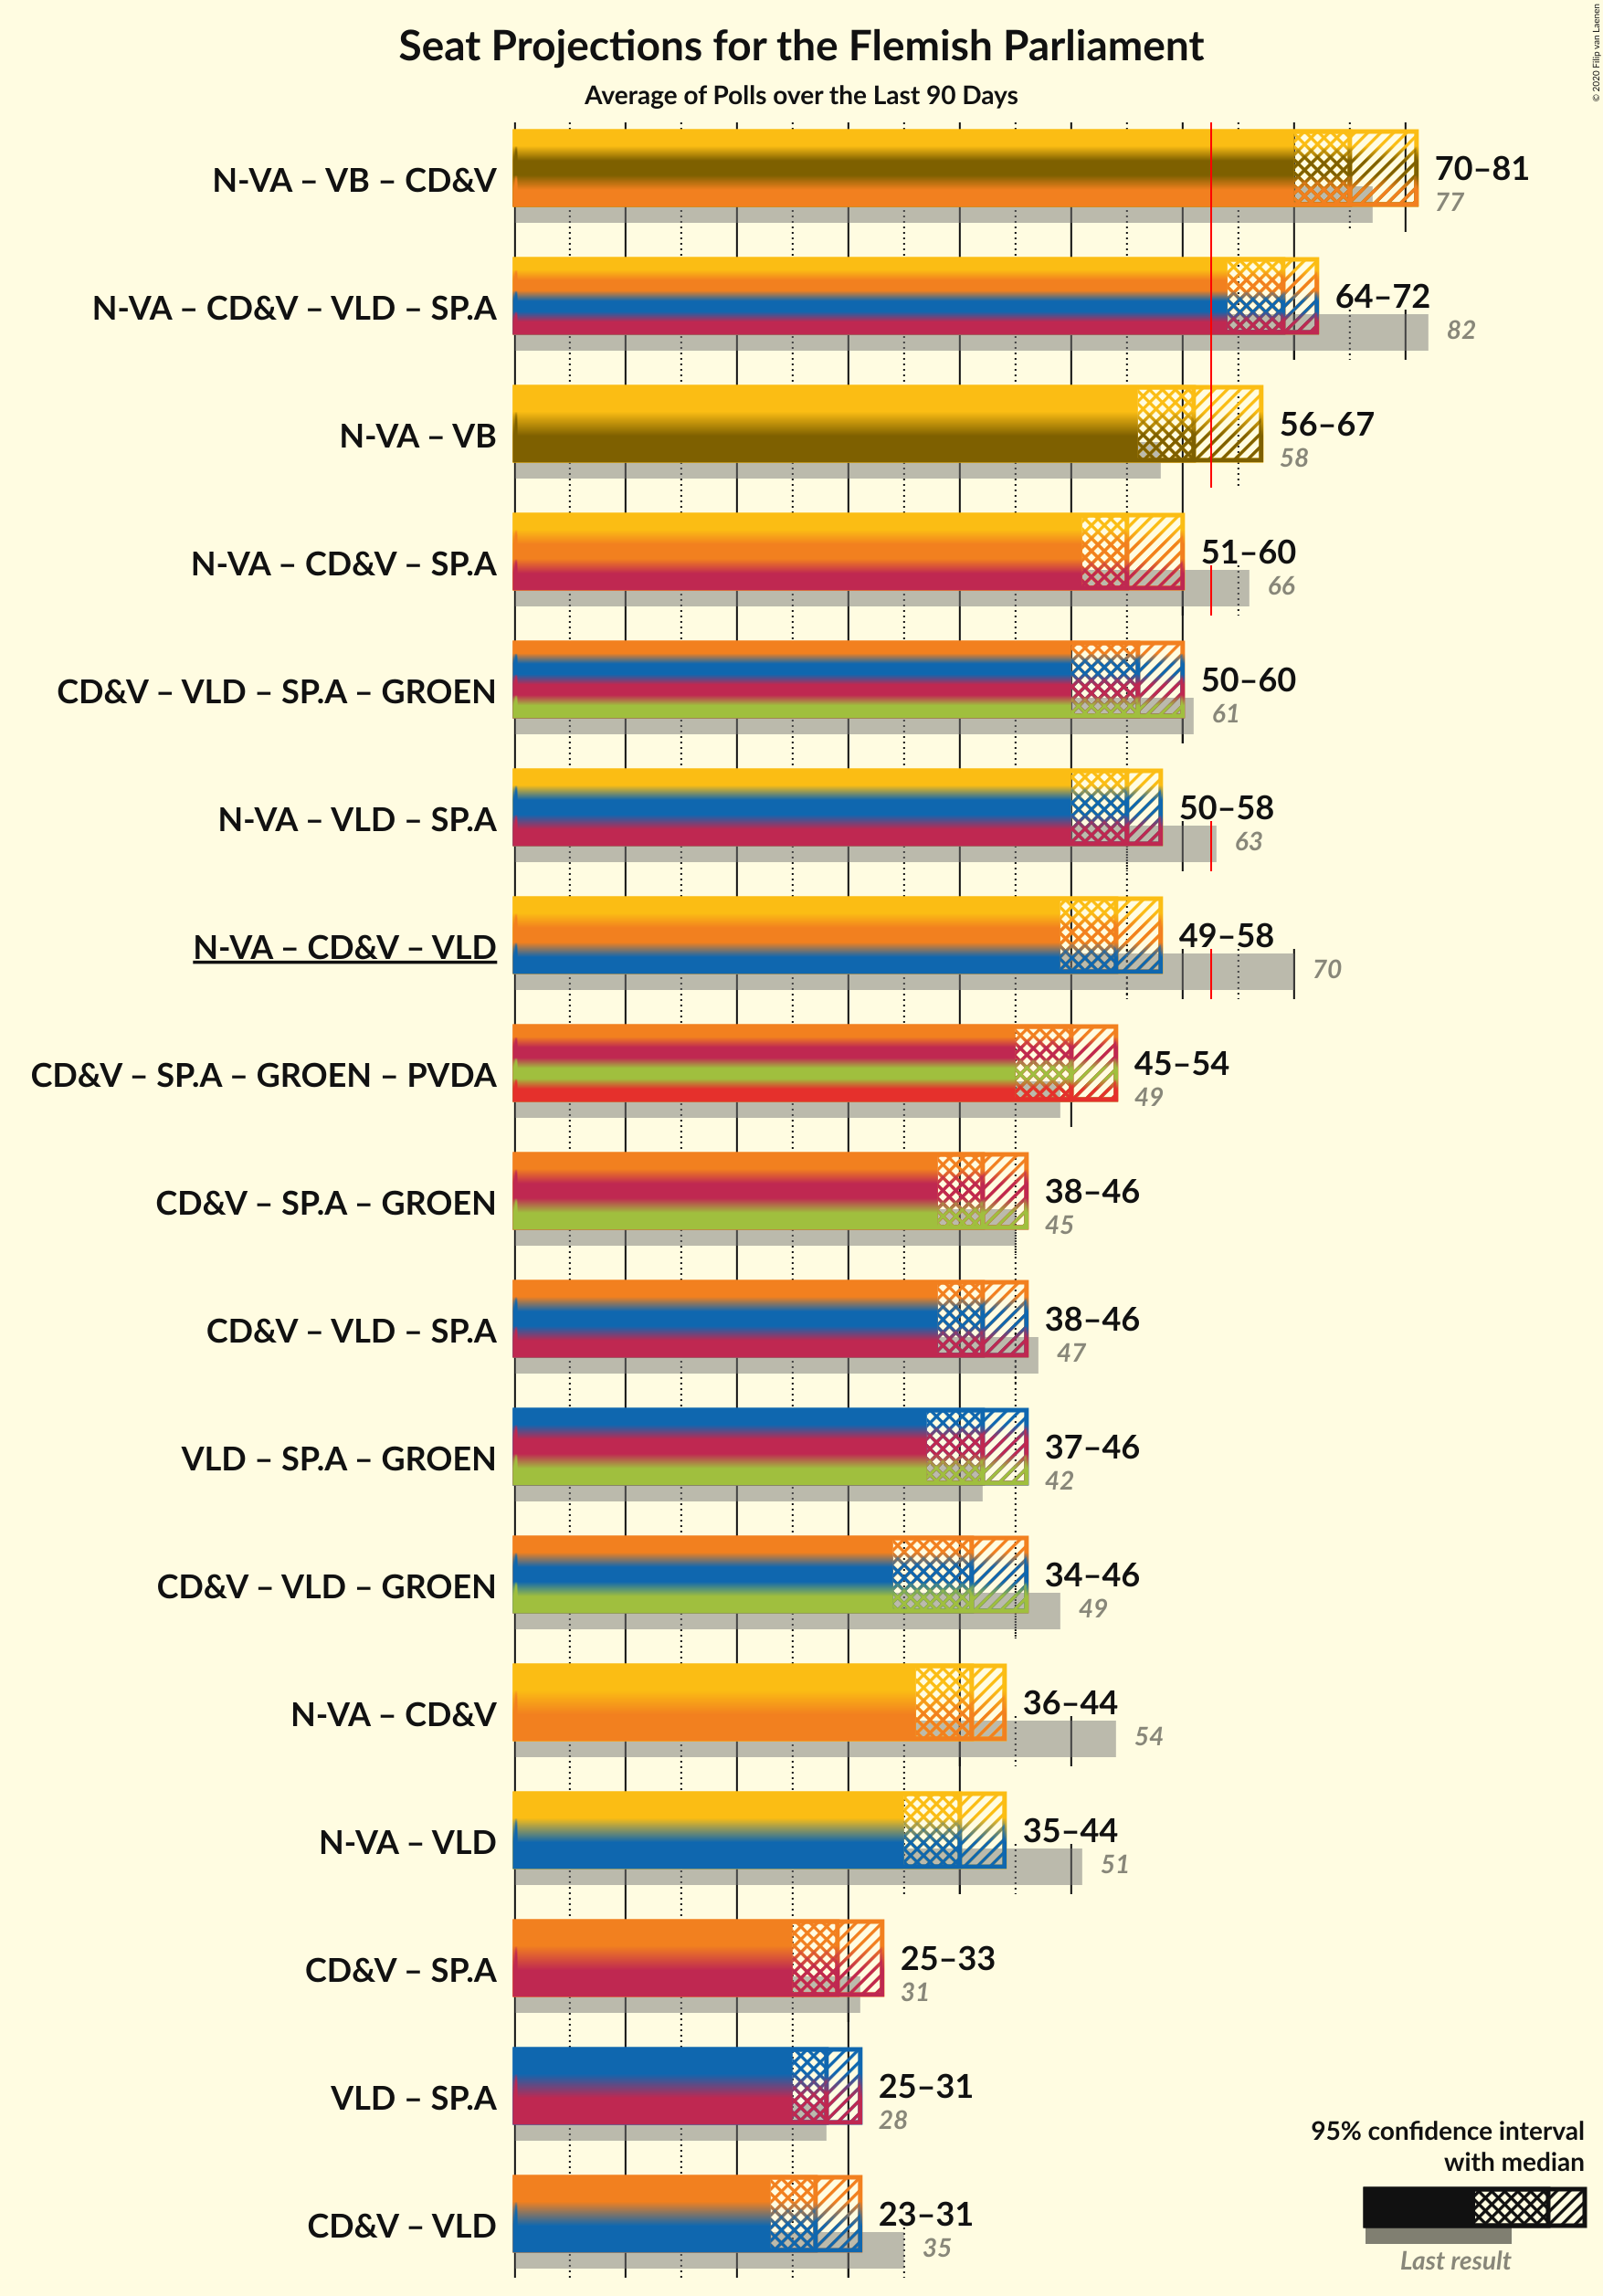 Seat Projections for the Flemish Parliament
Average of Polls over the Last 90 Days
© 2020 Filip van Laenen
N-VA – VB – CD&V
70–81
77
N-VA – CD&V – VLD – SP.A
64–72
82
N-VA – VB
56–67
58
N-VA – CD&V – SP.A
51–60
66
CD&V – VLD – SP.A – GROEN
50–60
61
N-VA – VLD – SP.A
50–58
63
N-VA – CD&V – VLD
49–58
70
CD&V – SP.A – GROEN – PVDA
45–54
49
CD&V – SP.A – GROEN
38–46
45
CD&V – VLD – SP.A
38–46
47
VLD – SP.A – GROEN
37–46
42
CD&V – VLD – GROEN
34–46
49
N-VA – CD&V
36–44
54
N-VA – VLD
35–44
51
CD&V – SP.A
25–33
31
VLD – SP.A
25–31
28
CD&V – VLD
23–31
35
95% confidence interval
with median
Last result